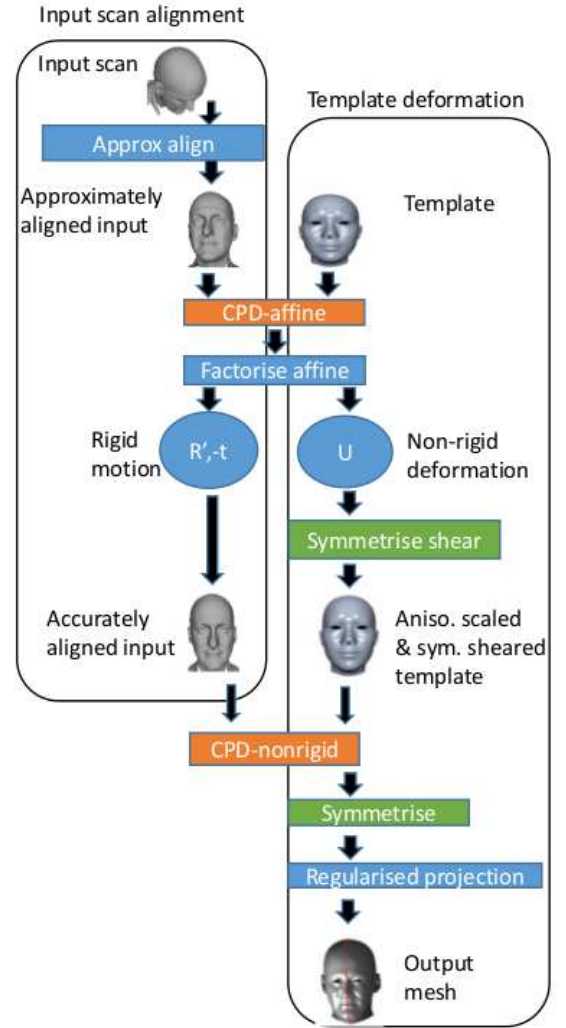 Input scan alignment
Input scan
Template deformation
Approx align
Approximately
aligned input
Template
CPD-affine
Factorise affine
Rigid
motion
R',-t
U
Non-rigid
deformation
Symmetrise shear
Accurately
aligned input
Aniso. scaled
& sym. sheared
template
CPD-nonrigid
Symmetrise
Regularised projection
Output
mesh